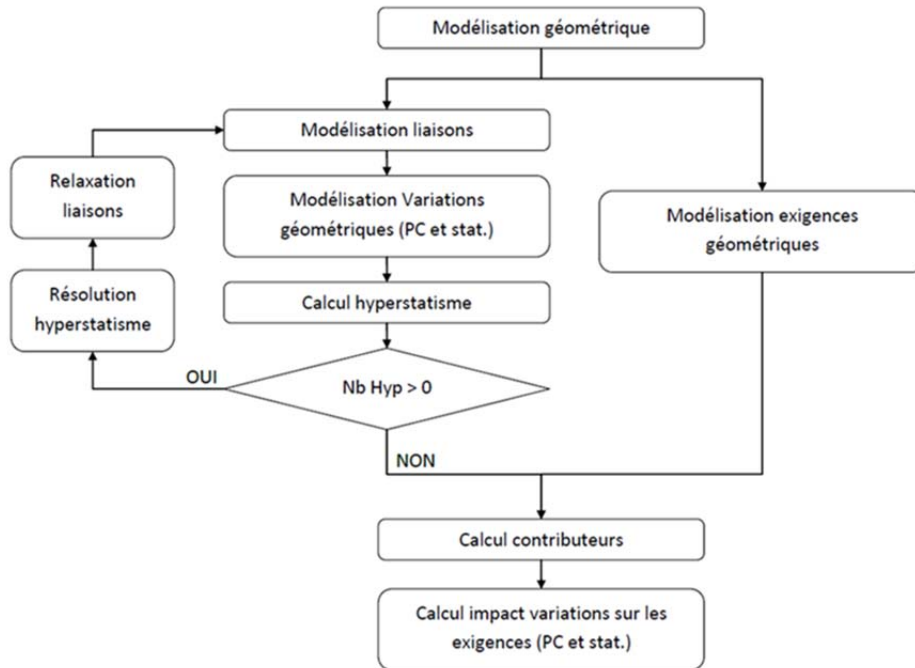 Modélisation géométrique
Modélisation liaisons
Relaxation
liaisons
Modélisation Variations
géométriques (PC et stat.)
Modélisation exigences
géométriques
Résolution
hyperstatisme
Calcul hyperstatisme
OUI
Nb Hyp > 0
NON
Calcul contributeurs
Calcul impact variations sur les
exigences (PC et stat.)